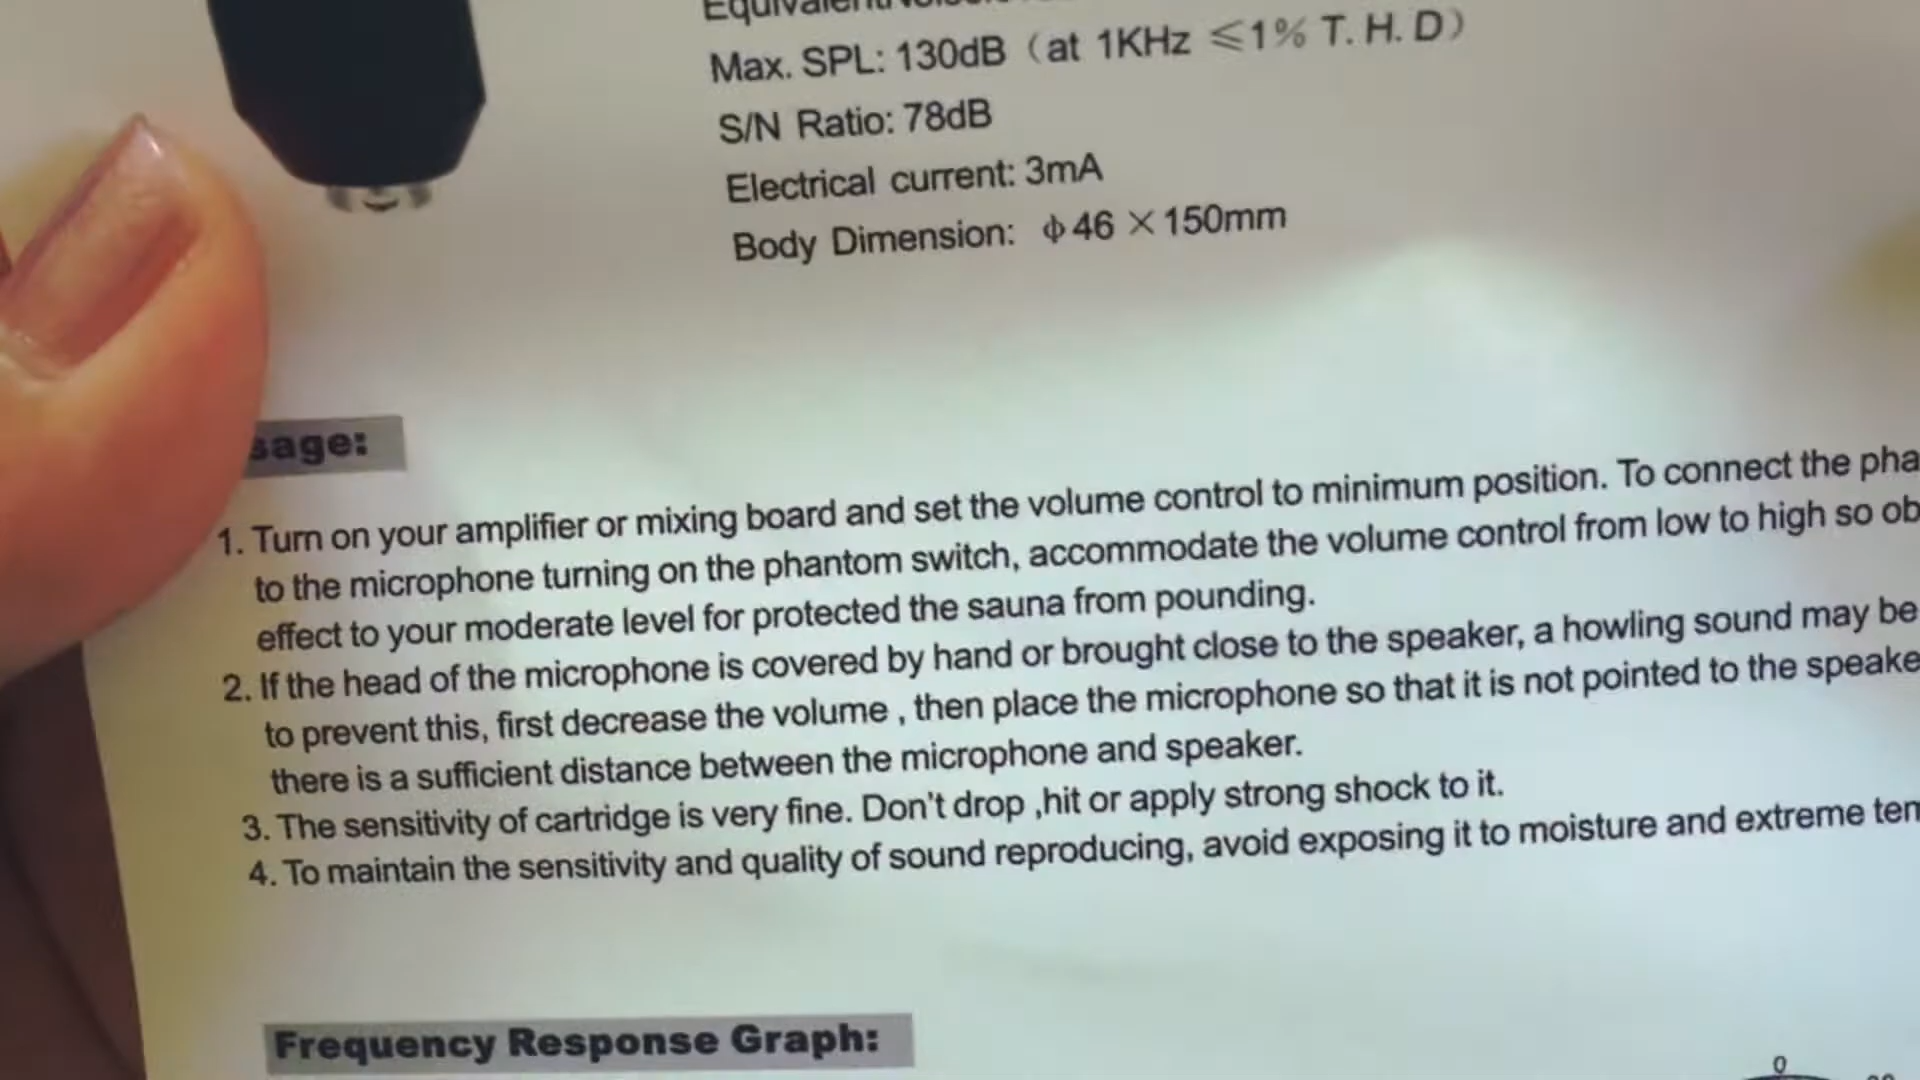 Max. SPL: 130dB (at 1KHz ≤1% T. H. D)
S/N Ratio: 78dB
Electrical current: 3mA
Body Dimension: ф46 ×150mm
sage:
1. Turn on your amplifier or mixing board and set the volume control to minimum position. To connect the pha
to the microphone turning on the phantom switch, accommodate the volume control from low to high so ob
effect to your moderate level for protected the sauna from pounding.
2. If the head of the microphone is covered by hand or brought close to the speaker, a howling sound may be
to prevent this, first decrease the volume , then place the microphone so that it is not pointed to the speake
there is a sufficient distance between the microphone and speaker.
3. The sensitivity of cartridge is very fine. Don't drop ,hit or apply strong shock to it.
4. To maintain the sensitivity and quality of sound reproducing, avoid exposing it to moisture and extreme tem
Frequency Response Graph:
0